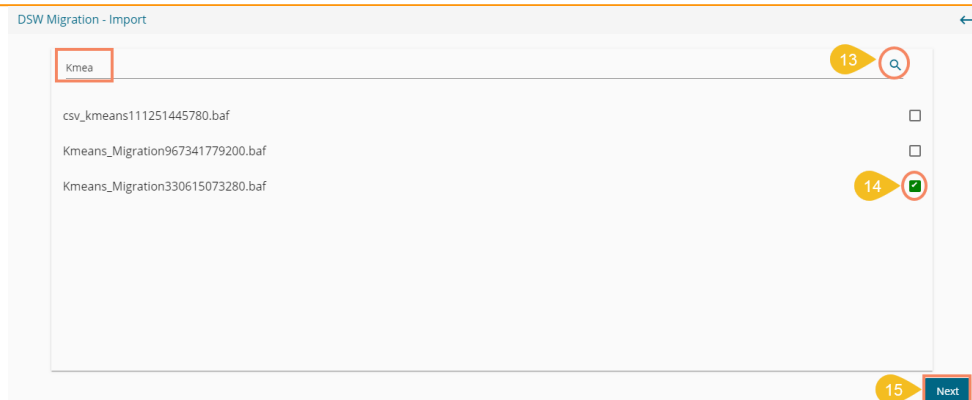 DSW Migration - Import
Kmea
13
csv_kmeans111251445780.baf
Kmeans_Migration967341779200.baf
Kmeans_Migration330615073280.baf
14
15
Next